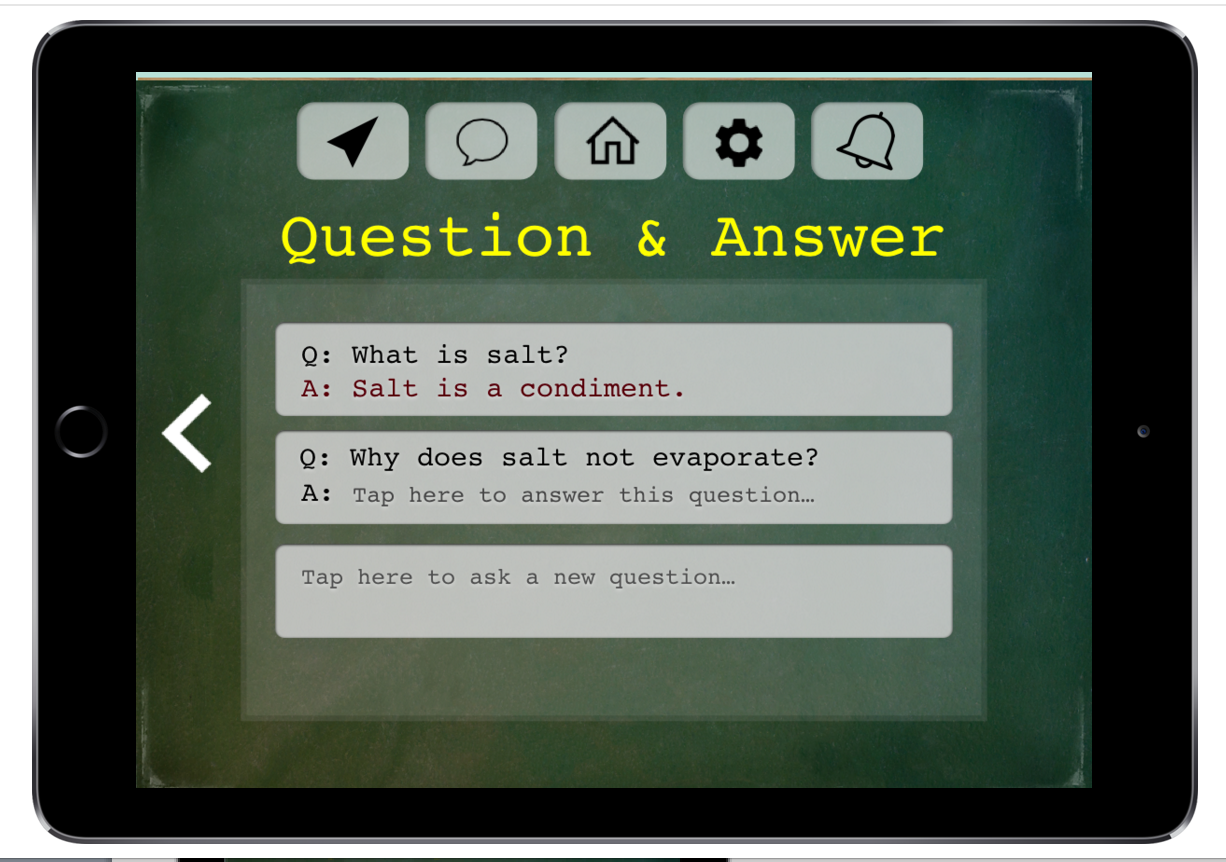 Question & Answer
Q: What is salt?
A: Salt is a condiment.
Q: Why does salt not evaporate?
A: Tap here to answer this question…
Tap here to ask a new question…